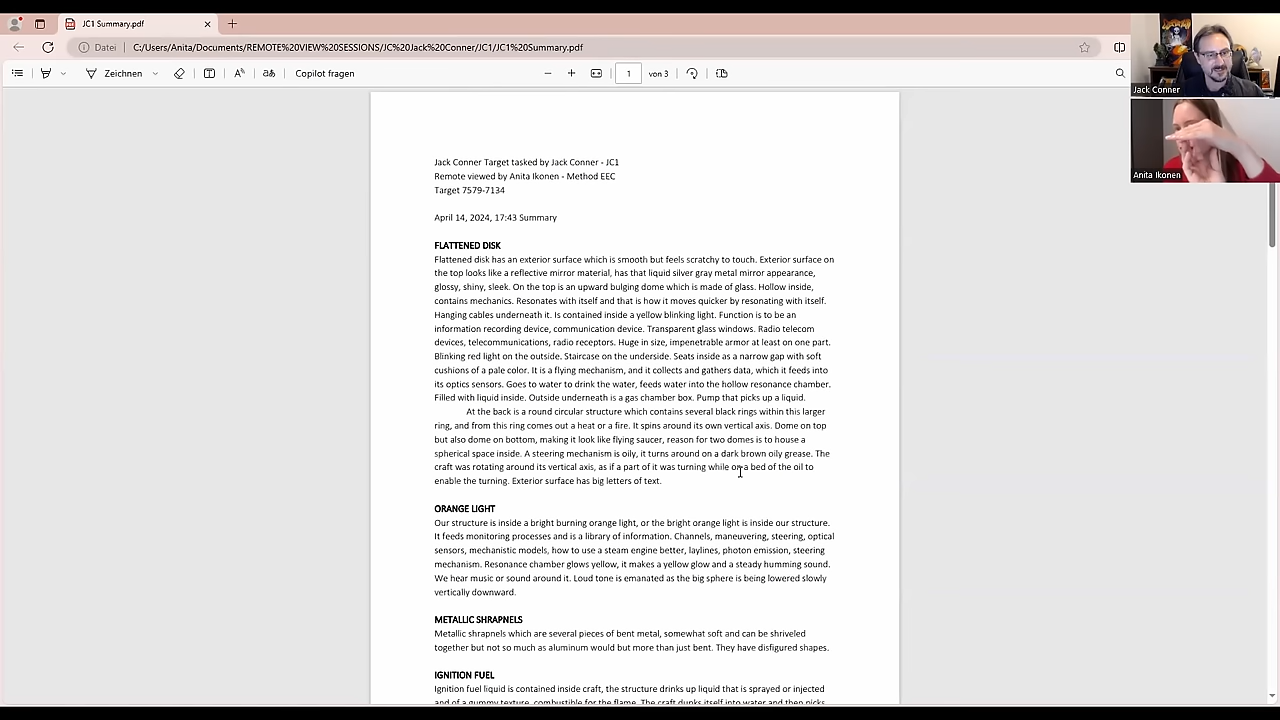 JC1 Summary.pdf
Datei
C:/Users/Anita/Documents/REMOTE%20VIEW%20SESSIONS/JC%20Jack%20Conner/JC1/JC1%20Summary.pdf
Zeichnen
Copilot fragen
1
von 3
Jack Conner
Anita Ikonen
Jack Conner Target tasked by Jack Conner - JC1
Remote viewed by Anita Ikonen - Method EEC
Target 7579-7134
April 14, 2024, 17:43 Summary
FLATTENED DISK
Flattened disk has an exterior surface which is smooth but feels scratchy to touch. Exterior surface on
the top looks like a reflective mirror material, has that liquid silver gray metal mirror appearance,
glossy, shiny, sleek. On the top is an upward bulging dome which is made of glass. Hollow inside,
contains mechanics. Resonates with itself and that is how it moves quicker by resonating with itself.
Hanging cables underneath it. Is contained inside a yellow blinking light. Function is to be an
information recording device, communication device. Transparent glass windows. Radio telecom
devices, telecommunications, radio receptors. Huge in size, impenetrable armor at least on one part.
Blinking red light on the outside. Staircase on the underside. Seats inside as a narrow gap with soft
cushions of a pale color. It is a flying mechanism, and it collects and gathers data, which it feeds into
its optics sensors. Goes to water to drink the water, feeds water into the hollow resonance chamber.
Filled with liquid inside. Outside underneath is a gas chamber box. Pump that picks up a liquid.
At the back is a round circular structure which contains several black rings within this larger
ring, and from this ring comes out a heat or a fire. It spins around its own vertical axis. Dome on top
but also dome on bottom, making it look like flying saucer, reason for two domes is to house a
spherical space inside. A steering mechanism is oily, it turns around on a dark brown oily grease. The
craft was rotating around its vertical axis, as if a part of it was turning while on a bed of the oil to
enable the turning. Exterior surface has big letters of text.
ORANGE LIGHT
Our structure is inside a bright burning orange light, or the bright orange light is inside our structure.
It feeds monitoring processes and is a library of information. Channels, maneuvering, steering, optical
sensors, mechanistic models, how to use a steam engine better, laylines, photon emission, steering
mechanism. Resonance chamber glows yellow, it makes a yellow glow and a steady humming sound.
We hear music or sound around it. Loud tone is emanated as the big sphere is being lowered slowly
vertically downward.
METALLIC SHRAPNELS
Metallic shrapnels which are several pieces of bent metal, somewhat soft and can be shriveled
together but not so much as aluminum would but more than just bent. They have disfigured shapes.
IGNITION FUEL
Ignition fuel liquid is contained inside craft, the structure drinks up liquid that is sprayed or injected
and of a gummy texture, combustible for the flame. The craft dunks itself into water and then picks